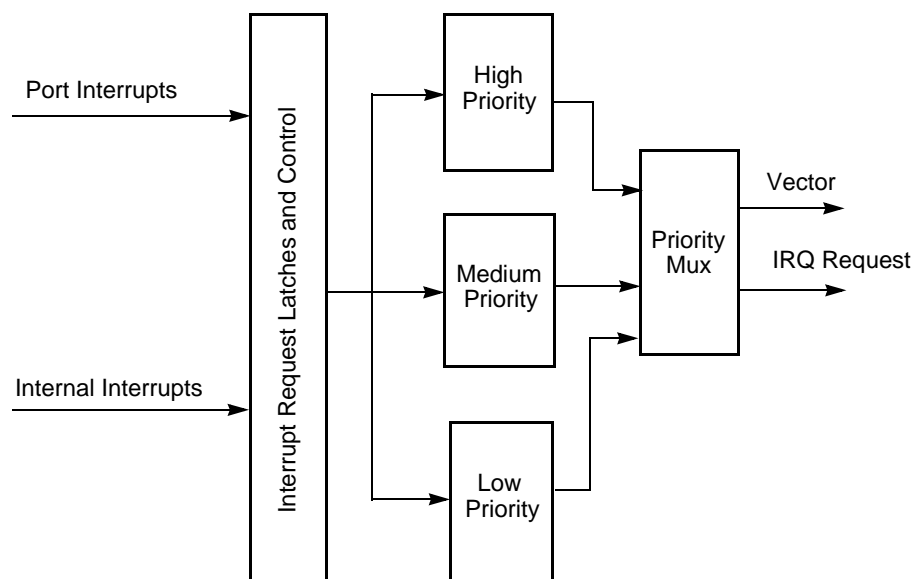 Port Interrupts
Internal Interrupts
Interrupt Request Latches and Control
High
Priority
Medium
Priority
Low
Priority
Priority
Mux
Vector
IRQ Request